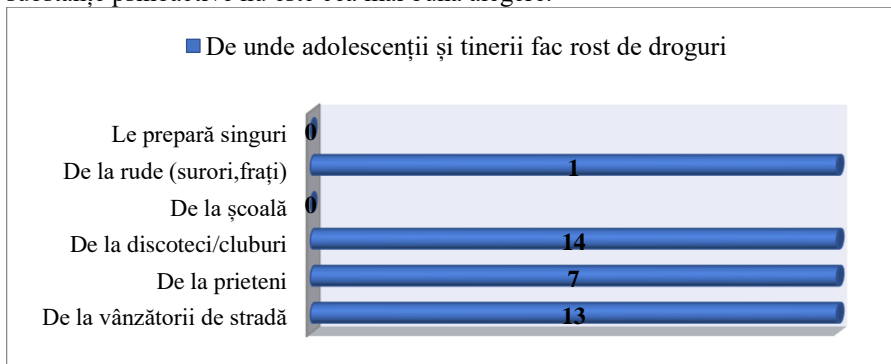 De unde adolescenții și tinerii fac rost de droguri
Le prepară singuri 0
De la rude (surori,frați) 1
De la școală 0
De la discoteci/cluburi 14
De la prieteni 7
De la vânzătorii de stradă 13